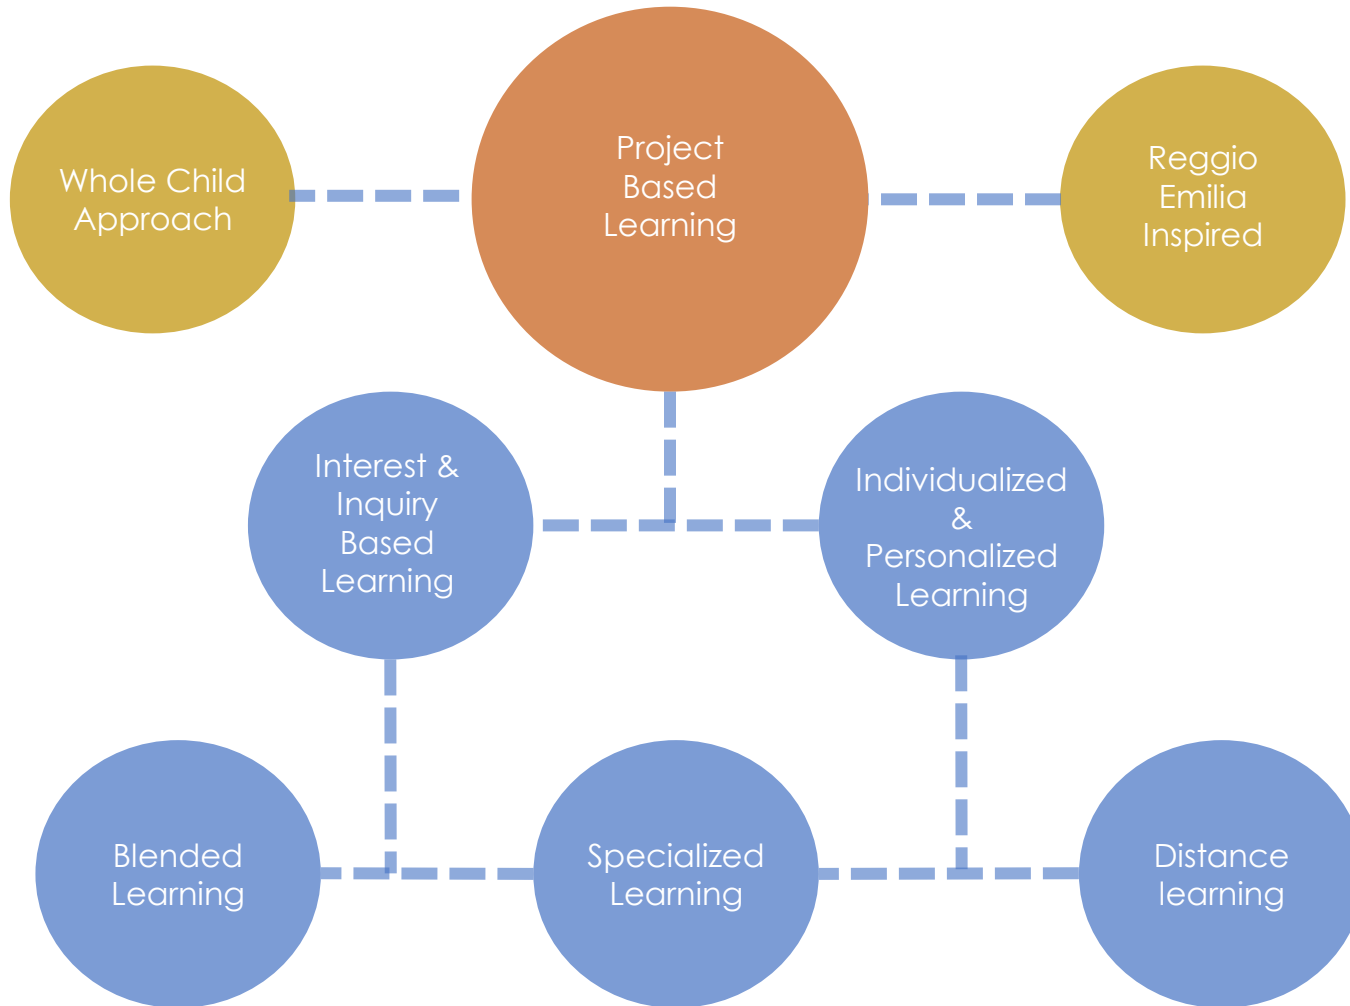 Whole Child
Approach
Project
Based
Learning
Reggio
Emilia
Inspired
Interest &
Inquiry
Based
Learning
Individualized
&
Personalized
Learning
Blended
Learning
Specialized
Learning
Distance
learning